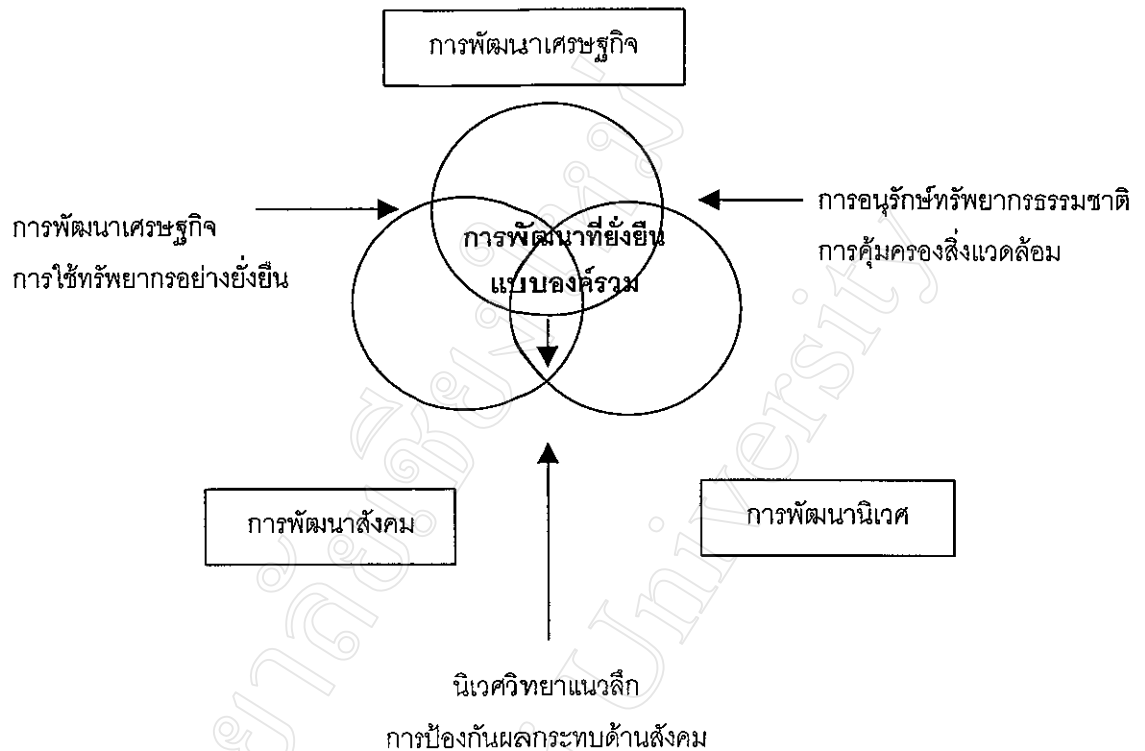 การพัฒนาเศรษฐกิจ
การอนุรักษ์ทรัพยากรธรรมชาติ
การคุ้มครองสิ่งแวดล้อม
การพัฒนาเศรษฐกิจ
การใช้ทรัพยากรอย่างยั่งยืน
การพัฒนาที่ยั่งยืน
แบบองค์รวม
การพัฒนาสังคม
การพัฒนานิเวศ
นิเวศวิทยาแนวลึก
การป้องกันผลกระทบด้านสังคม
University